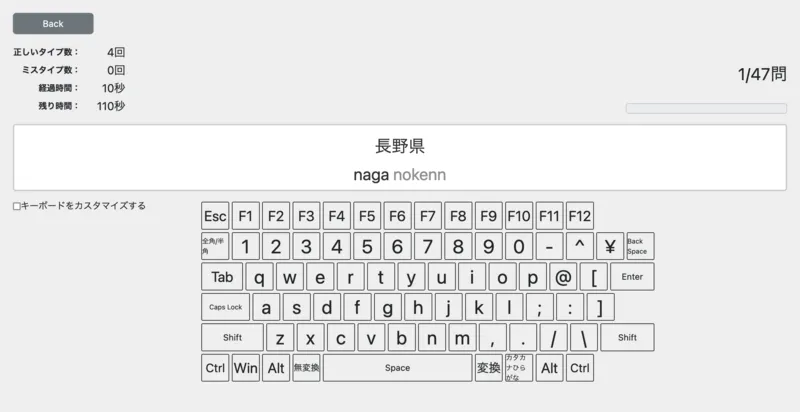 Back
正しいタイプ数： 4回
ミスタイプ数： 0回
経過時間： 10秒
残り時間： 110秒
1/47問
長野県
naga nokenn
キーボードをカスタマイズする
Esc F1 F2 F3 F4 F5 F6 F7 F8 F9 F10 F11 F12
全角/半角 1 2 3 4 5 6 7 8 9 0 - ^ ¥ Back Space
Tab q w e r t y u i o p @ [ Enter
Caps Lock a s d f g h j k l ; : ]
Shift z x c v b n m , . / \ Shift
Ctrl Win Alt 無変換 Space 変換 カタカナひらがな Alt Ctrl